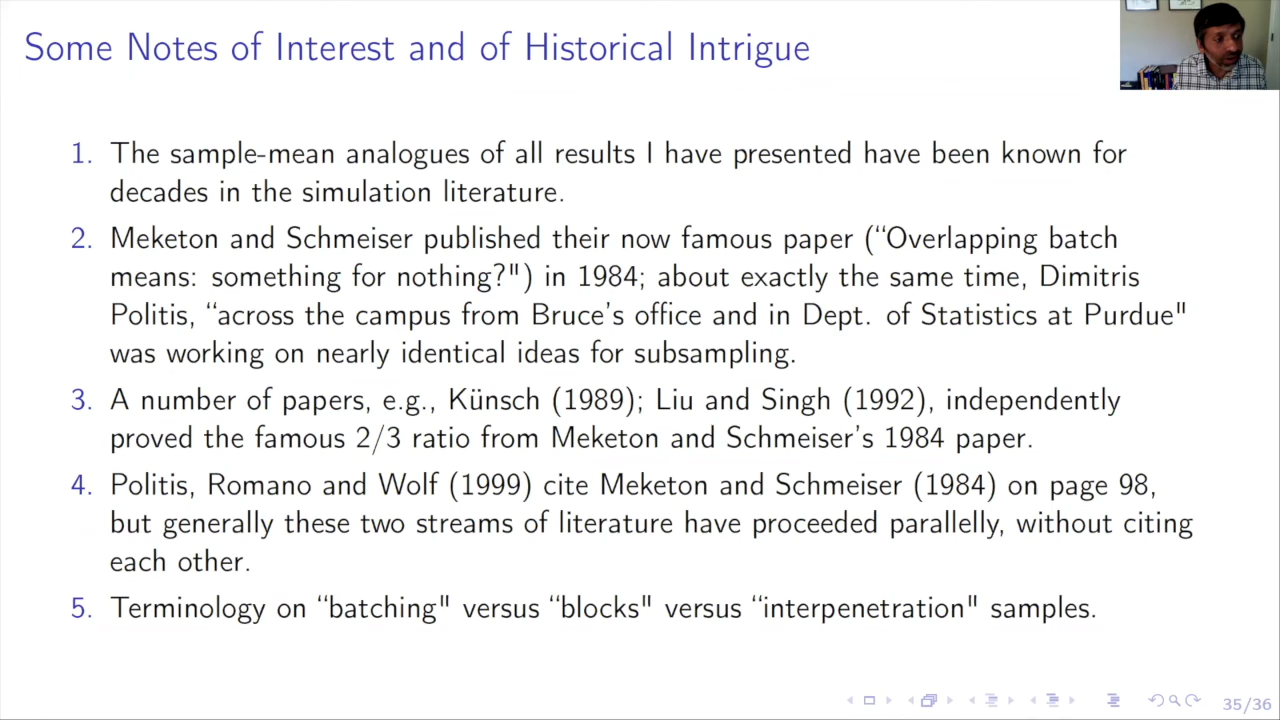 Some Notes of Interest and of Historical Intrigue
1. The sample-mean analogues of all results I have presented have been known for
decades in the simulation literature.
2. Meketon and Schmeiser published their now famous paper (“Overlapping batch
means: something for nothing?") in 1984; about exactly the same time, Dimitris
Politis, “across the campus from Bruce's office and in Dept. of Statistics at Purdue"
was working on nearly identical ideas for subsampling.
3. A number of papers, e.g., Künsch (1989); Liu and Singh (1992), independently
proved the famous 2/3 ratio from Meketon and Schmeiser's 1984 paper.
4. Politis, Romano and Wolf (1999) cite Meketon and Schmeiser (1984) on page 98,
but generally these two streams of literature have proceeded parallelly, without citing
each other.
5. Terminology on “batching" versus “blocks" versus “interpenetration" samples.
35/36